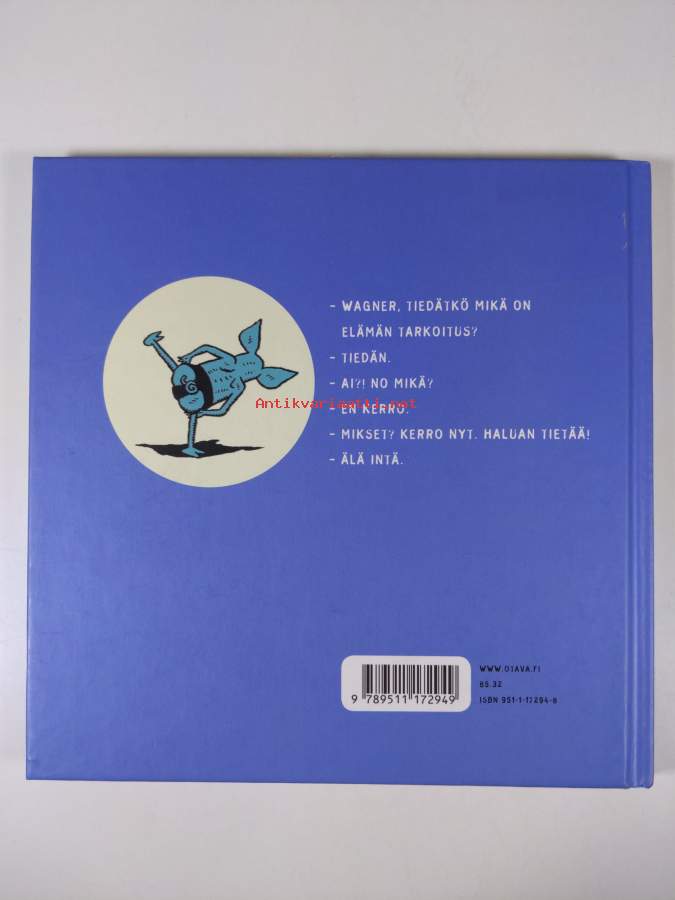 - WAGNER, TIEDÄTKÖ MIKÄ ON
ELÄMÄN TARKOITUS?
- TIEDÄN.
- AI?! NO MIKÄ?
Antikvariaatti.net
- EN KERRO.
- MIKSET? KERRO NYT. HALUAN TIETÄÄ!
- ÄLÄ INTÄ.
WWW.OTAVA.FI
85.32
ISBN 951-1-17294-8
9 789511 172949